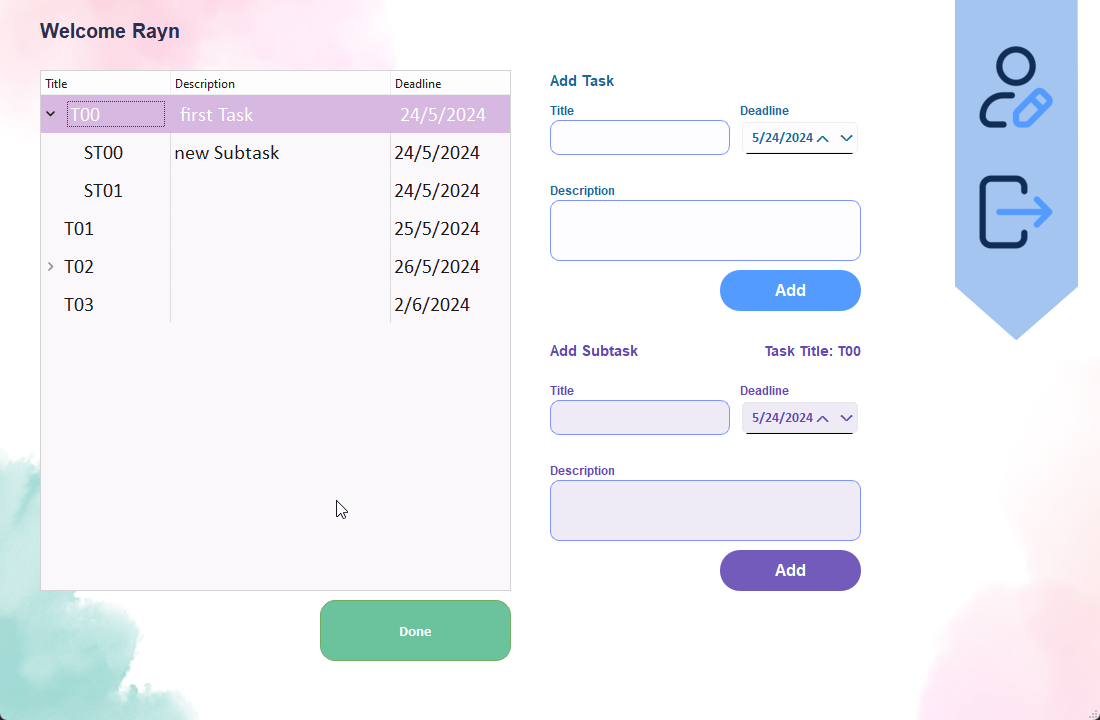 Welcome Rayn
Title Description Deadline
T00 first Task 24/5/2024
ST00 new Subtask 24/5/2024
ST01 24/5/2024
T01 25/5/2024
T02 26/5/2024
T03 2/6/2024
Done
Add Task
Title Deadline
5/24/2024
Description
Add
Add Subtask Task Title: T00
Title Deadline
5/24/2024
Description
Add